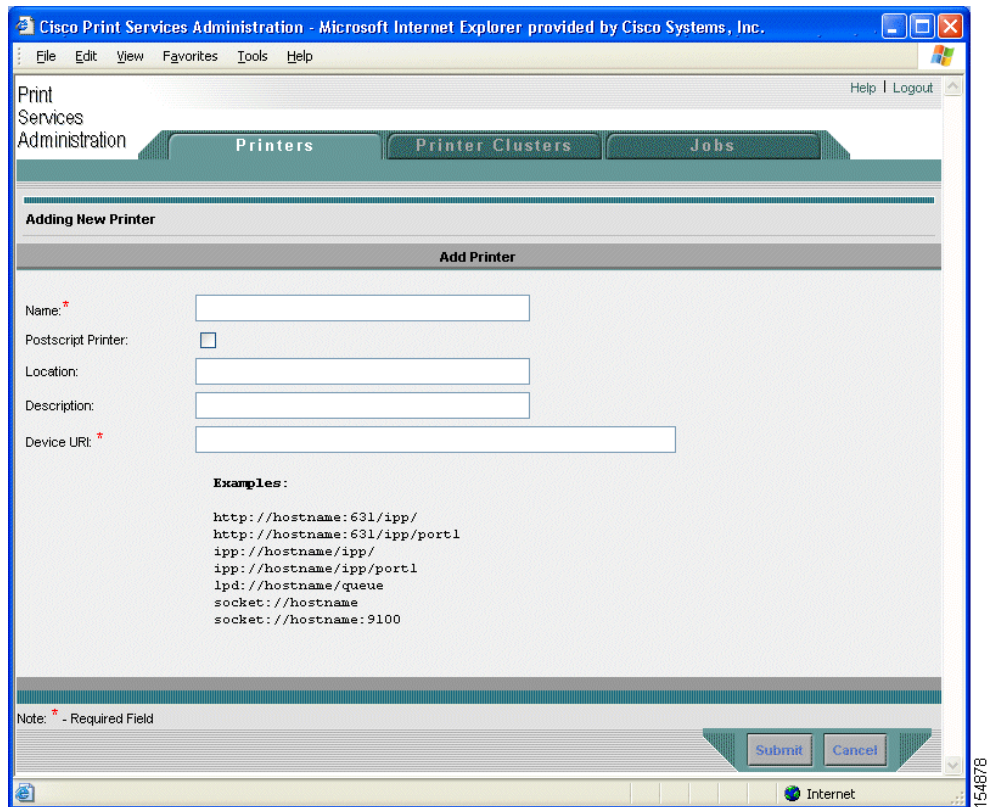 Cisco Print Services Administration - Microsoft Internet Explorer provided by Cisco Systems, Inc.
File Edit View Favorites Tools Help
Help | Logout
Print
Services
Administration
Printers Printer Clusters Jobs
Adding New Printer
Add Printer
Name:*
Postscript Printer:
Location:
Description:
Device URI: *
Examples:
http://hostname:631/ipp/
http://hostname:631/ipp/port1
ipp://hostname/ipp/
ipp://hostname/ipp/port1
lpd://hostname/queue
socket://hostname
socket://hostname:9100
Note: * - Required Field
Submit Cancel
Internet
154878